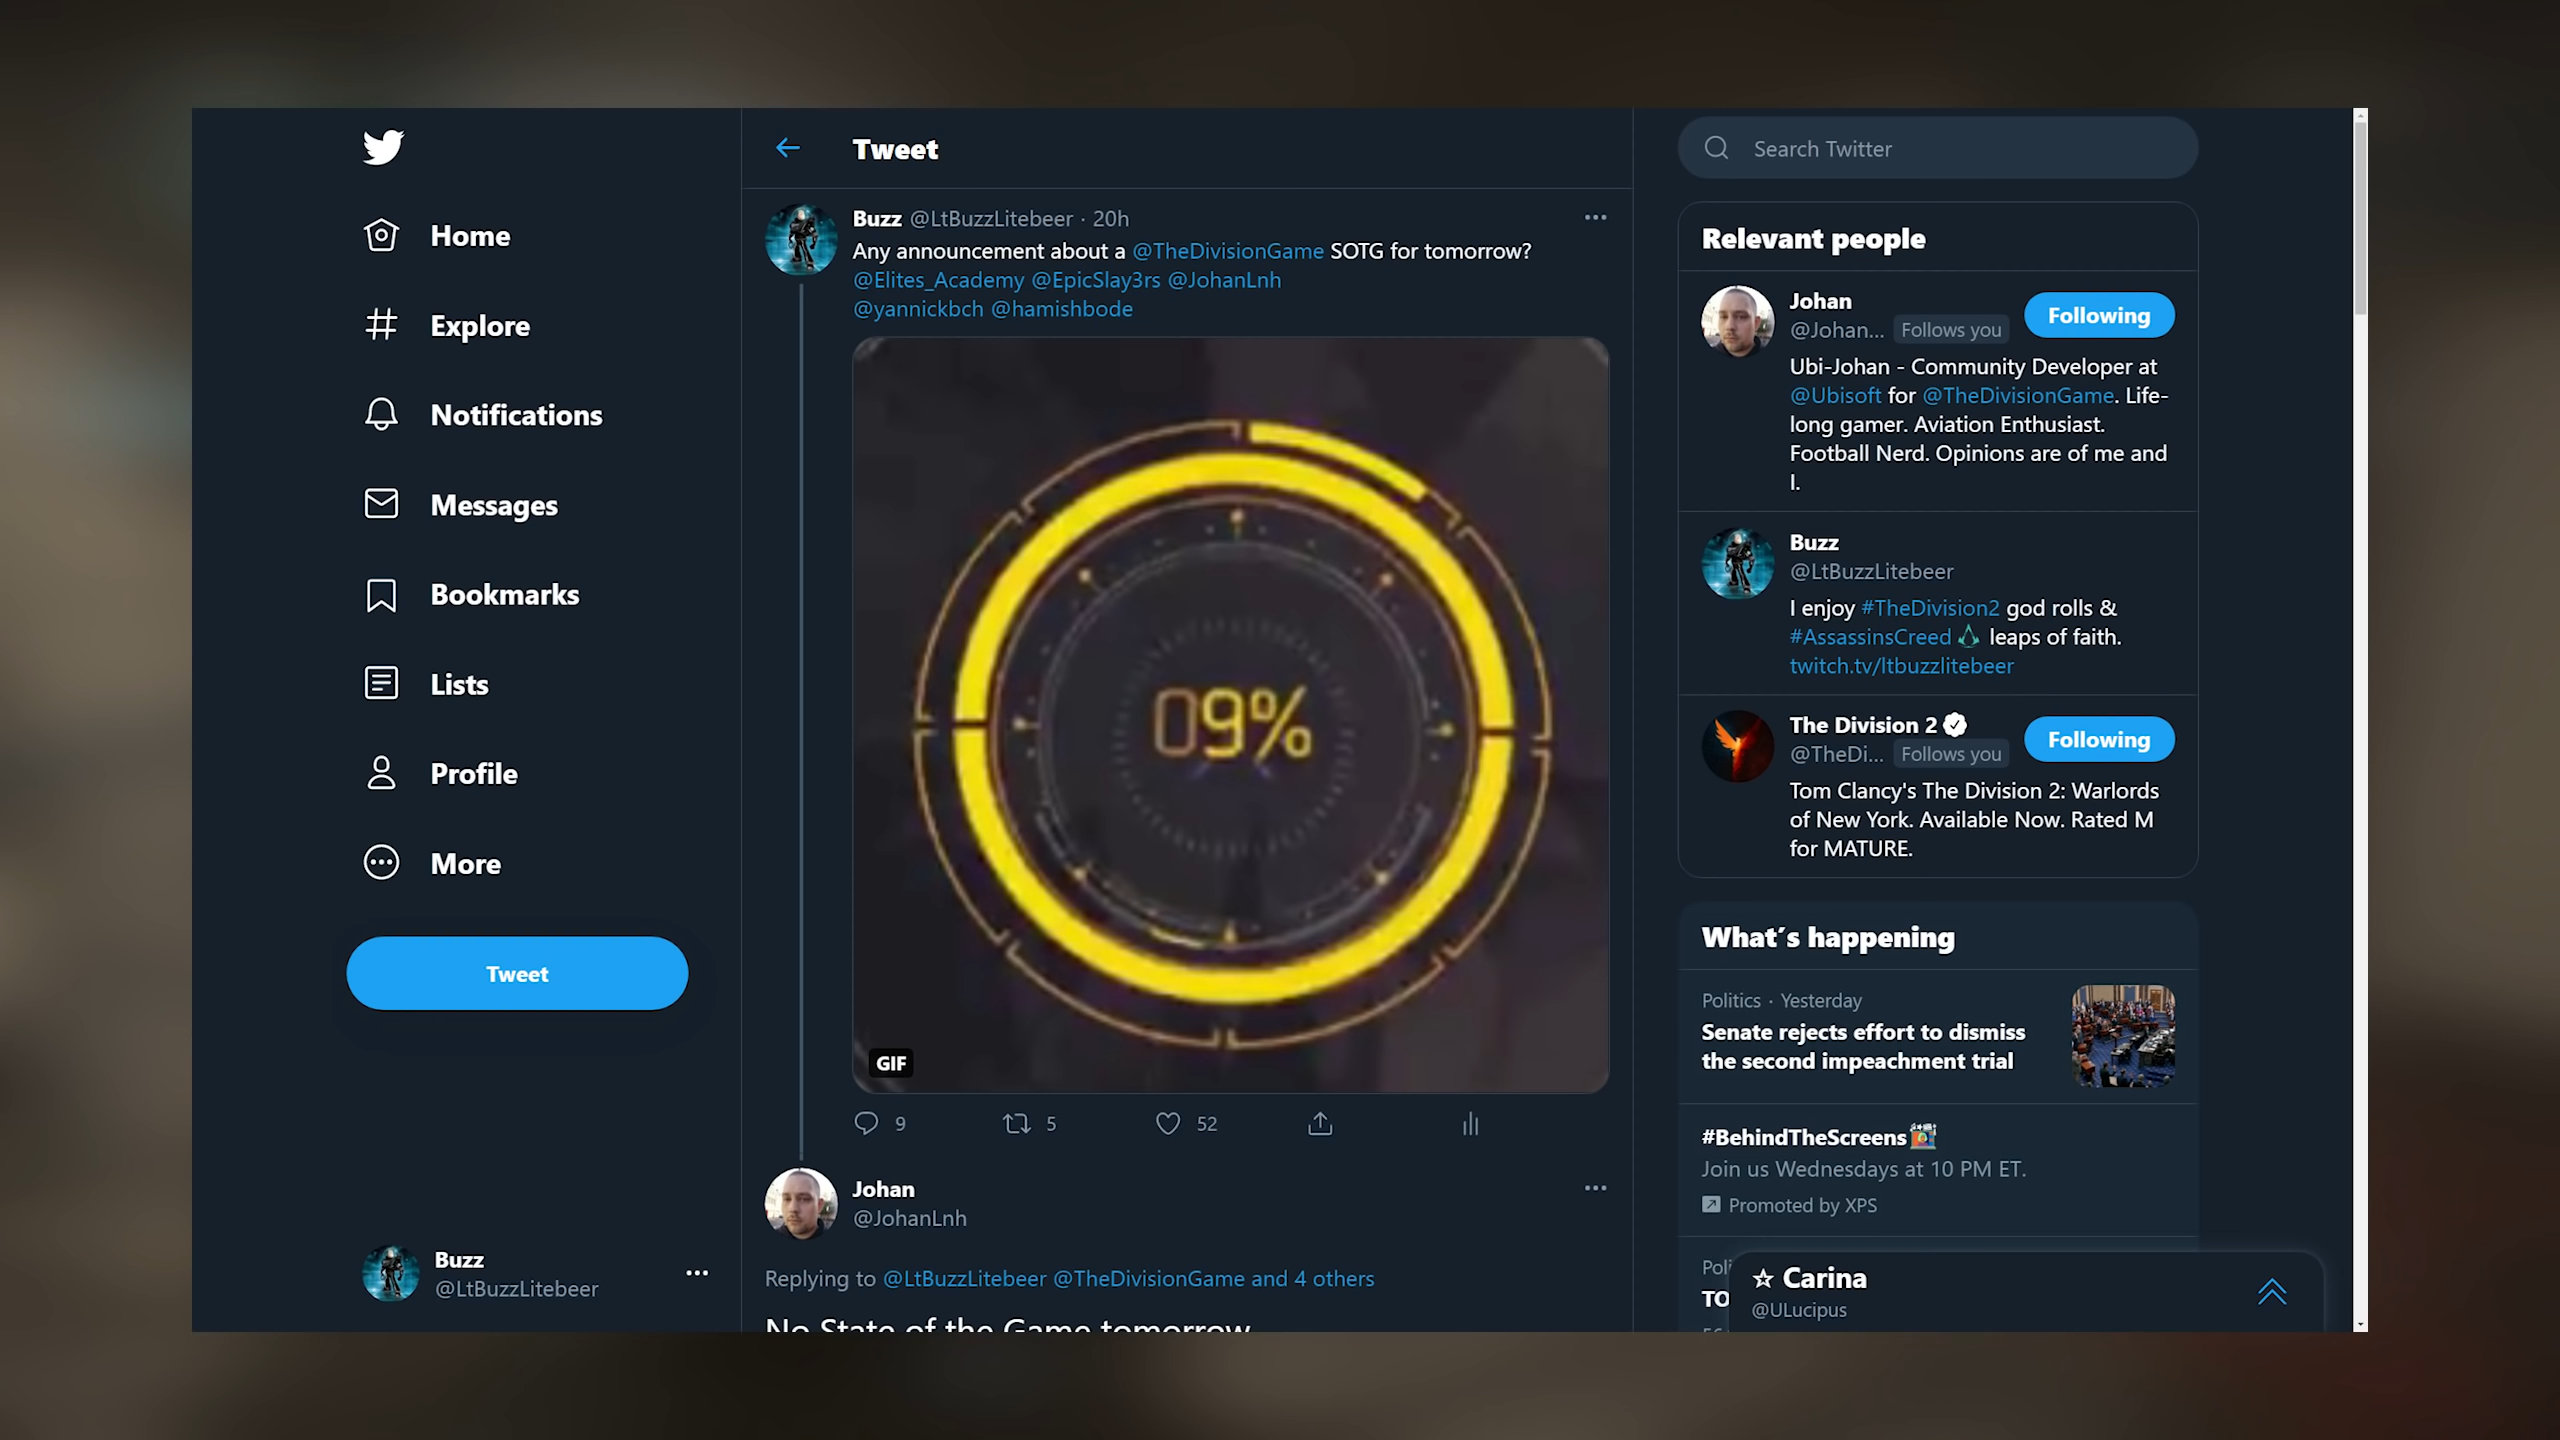 Home
Explore
Notifications
Messages
Bookmarks
Lists
Profile
More
Tweet
Buzz
@LtBuzzLitebeer
Tweet
Buzz @LtBuzzLitebeer · 20h
Any announcement about a @TheDivisionGame SOTG for tomorrow?
@Elites_Academy @EpicSlay3rs @JohanLnh
@yannickbch @hamishbode
09%
GIF
9
5
52
Johan
@JohanLnh
Replying to @LtBuzzLitebeer @TheDivisionGame and 4 others
No State of the Game tomorrow
Search Twitter
Relevant people
Johan
@Johan... Follows you
Following
Ubi-Johan - Community Developer at
@Ubisoft for @TheDivisionGame. Life-
long gamer. Aviation Enthusiast.
Football Nerd. Opinions are of me and
I.
Buzz
@LtBuzzLitebeer
I enjoy #TheDivision2 god rolls &
#AssassinsCreed leaps of faith.
twitch.tv/ltbuzzlitebeer
The Division 2
@TheDi... Follows you
Following
Tom Clancy's The Division 2: Warlords
of New York. Available Now. Rated M
for MATURE.
What's happening
Politics · Yesterday
Senate rejects effort to dismiss
the second impeachment trial
#BehindTheScreens
Join us Wednesdays at 10 PM ET.
Promoted by XPS
☆ Carina
@ULucipus